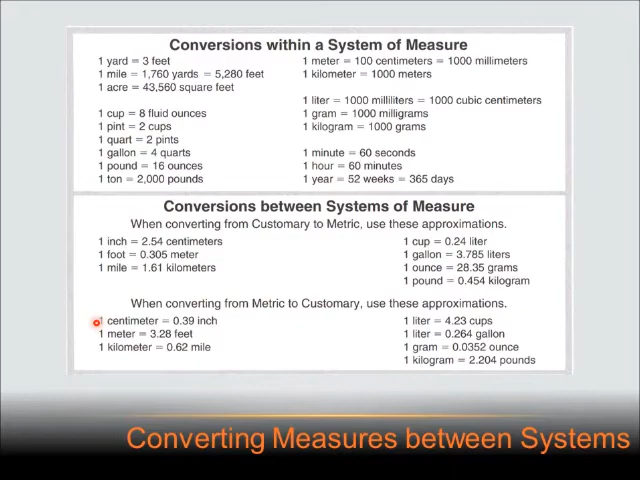 Conversions within a System of Measure
1 yard = 3 feet
1 mile = 1,760 yards = 5,280 feet
1 acre = 43,560 square feet
1 cup = 8 fluid ounces
1 pint = 2 cups
1 quart = 2 pints
1 gallon = 4 quarts
1 pound = 16 ounces
1 ton = 2,000 pounds
1 meter = 100 centimeters = 1000 millimeters
1 kilometer = 1000 meters
1 liter = 1000 milliliters = 1000 cubic centimeters
1 gram = 1000 milligrams
1 kilogram = 1000 grams
1 minute = 60 seconds
1 hour = 60 minutes
1 year = 52 weeks = 365 days
Conversions between Systems of Measure
When converting from Customary to Metric, use these approximations.
1 inch = 2.54 centimeters
1 foot = 0.305 meter
1 mile = 1.61 kilometers
1 cup = 0.24 liter
1 gallon = 3.785 liters
1 ounce = 28.35 grams
1 pound = 0.454 kilogram
When converting from Metric to Customary, use these approximations.
1 centimeter = 0.39 inch
1 meter = 3.28 feet
1 kilometer = 0.62 mile
1 liter = 4.23 cups
1 liter = 0.264 gallon
1 gram = 0.0352 ounce
1 kilogram = 2.204 pounds
Converting Measures between Systems